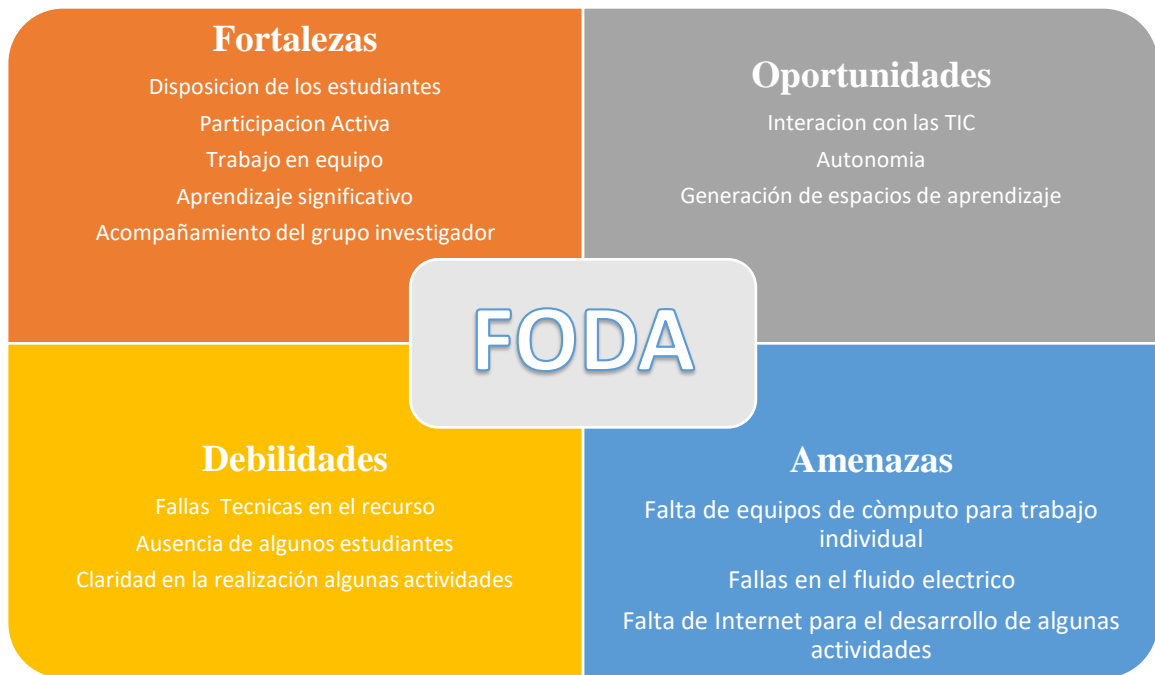 Fortalezas
Disposicion de los estudiantes
Participacion Activa
Trabajo en equipo
Aprendizaje significativo
Acompañamiento del grupo investigador
Oportunidades
Interacion con las TIC
Autonomia
Generación de espacios de aprendizaje
FODA
Debilidades
Fallas Tecnicas en el recurso
Ausencia de algunos estudiantes
Claridad en la realización algunas actividades
Amenazas
Falta de equipos de còmputo para trabajo
individual
Fallas en el fluido electrico
Falta de Internet para el desarrollo de algunas
actividades